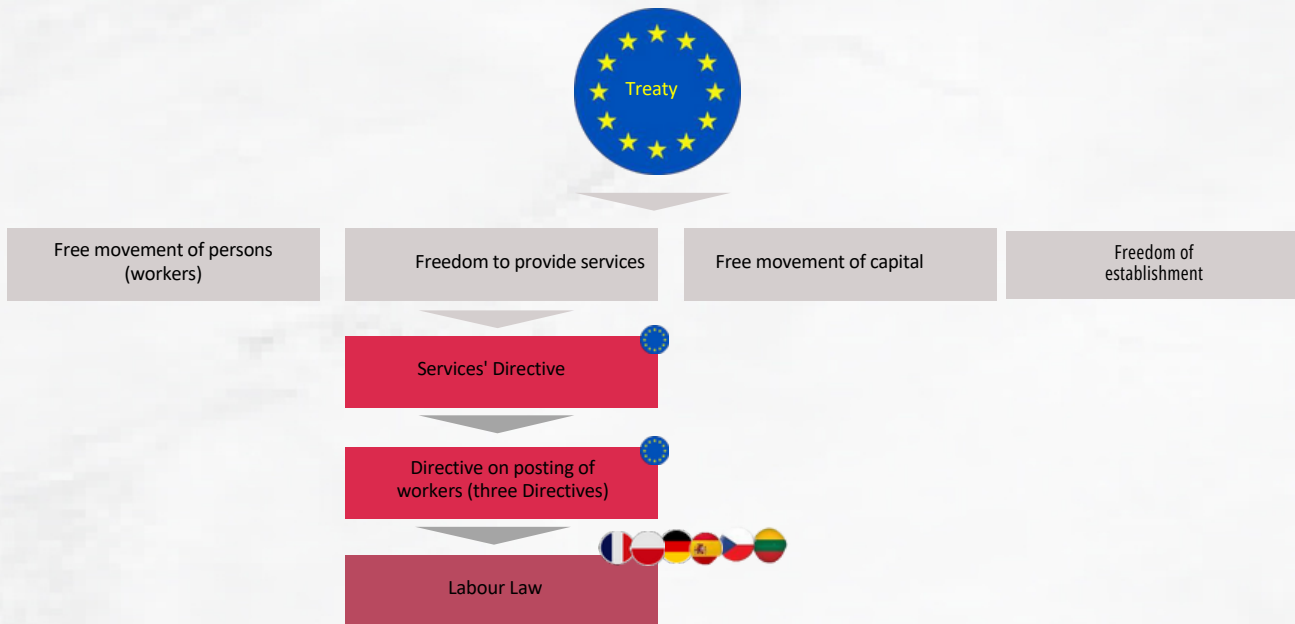 Treaty
Free movement of persons
(workers)
Freedom to provide services
Free movement of capital
Freedom of
establishment
Services' Directive
Directive on posting of
workers (three Directives)
Labour Law